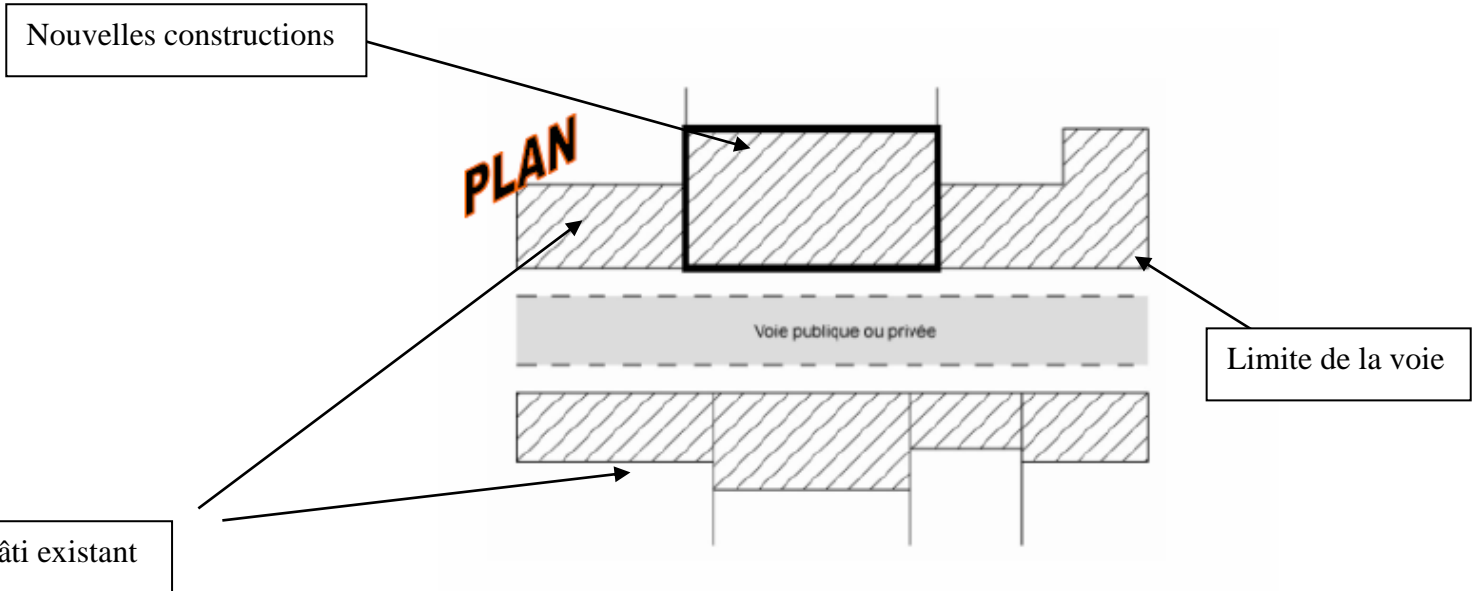 Nouvelles constructions
PLAN
Voie publique ou privée
Limite de la voie
âti existant